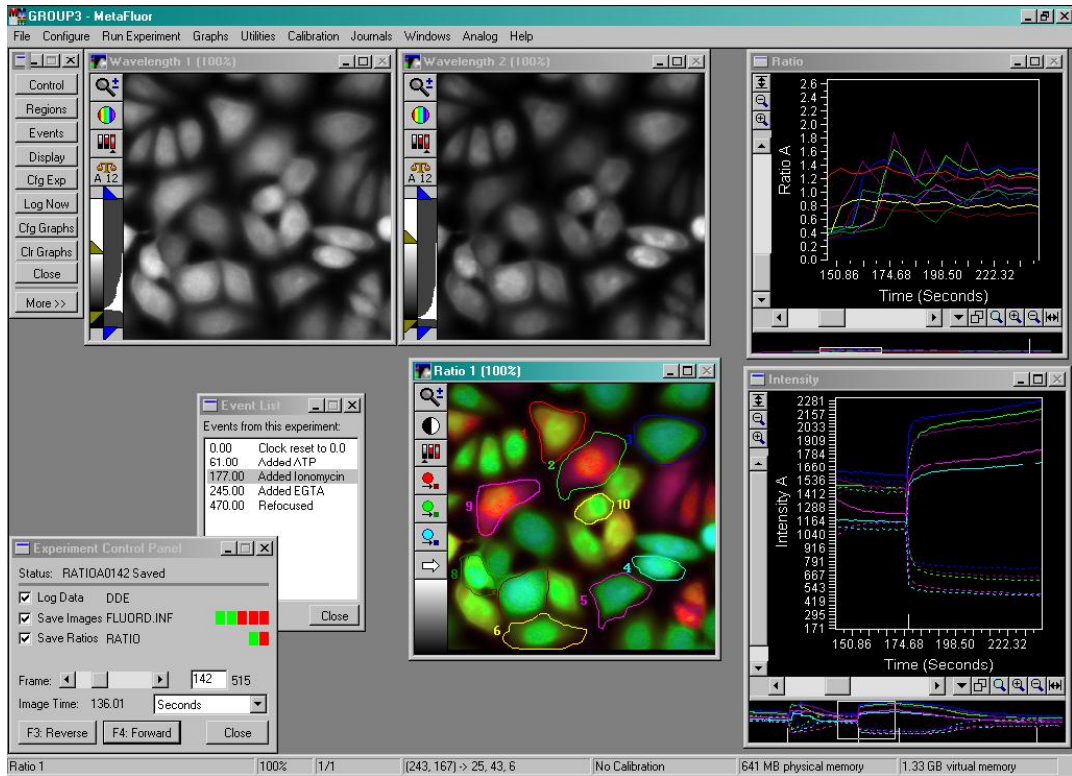 GROUP3 - MetaFluor
File Configure Run Experiment Graphs Utilities Calibration Journals Windows Analog Help
Control
Regions
Events
Display
Cfg Exp
Log Now
Cfg Graphs
Clr Graphs
Close
More >>
Wavelength 1 (100%)
A 12
Wavelength 2 (100%)
A 12
Ratio
Ratio A
2.6
2.4
2.2
2.0
1.8
1.6
1.4
1.2
1.0
0.8
0.6
0.4
0.2
0.0
150.86 174.68 198.50 222.32
Time (Seconds)
Event List
Events from this experiment:
0.00 Clock reset to 0.0
61.00 Added ATP
177.00 Added Ionomycin
245.00 Added EGTA
470.00 Refocused
Close
Ratio 1 (100%)
1
2
3
9
10
4
8
5
6
Intensity
Intensity A
2281
2157
2033
1909
1784
1660
1536
1412
1288
1164
1040
916
791
667
543
419
295
171
150.86 174.68 198.50 222.32
Time (Seconds)
Experiment Control Panel
Status: RATIOA0142 Saved
Log Data DDE
Save Images FLUORD.INF
Save Ratios RATIO
Frame: 142 515
Image Time: 136.01 Seconds
F3: Reverse F4: Forward Close
Ratio 1 100% 1/1 (243, 167) -> 25, 43, 6 No Calibration 641 MB physical memory 1.33 GB virtual memory